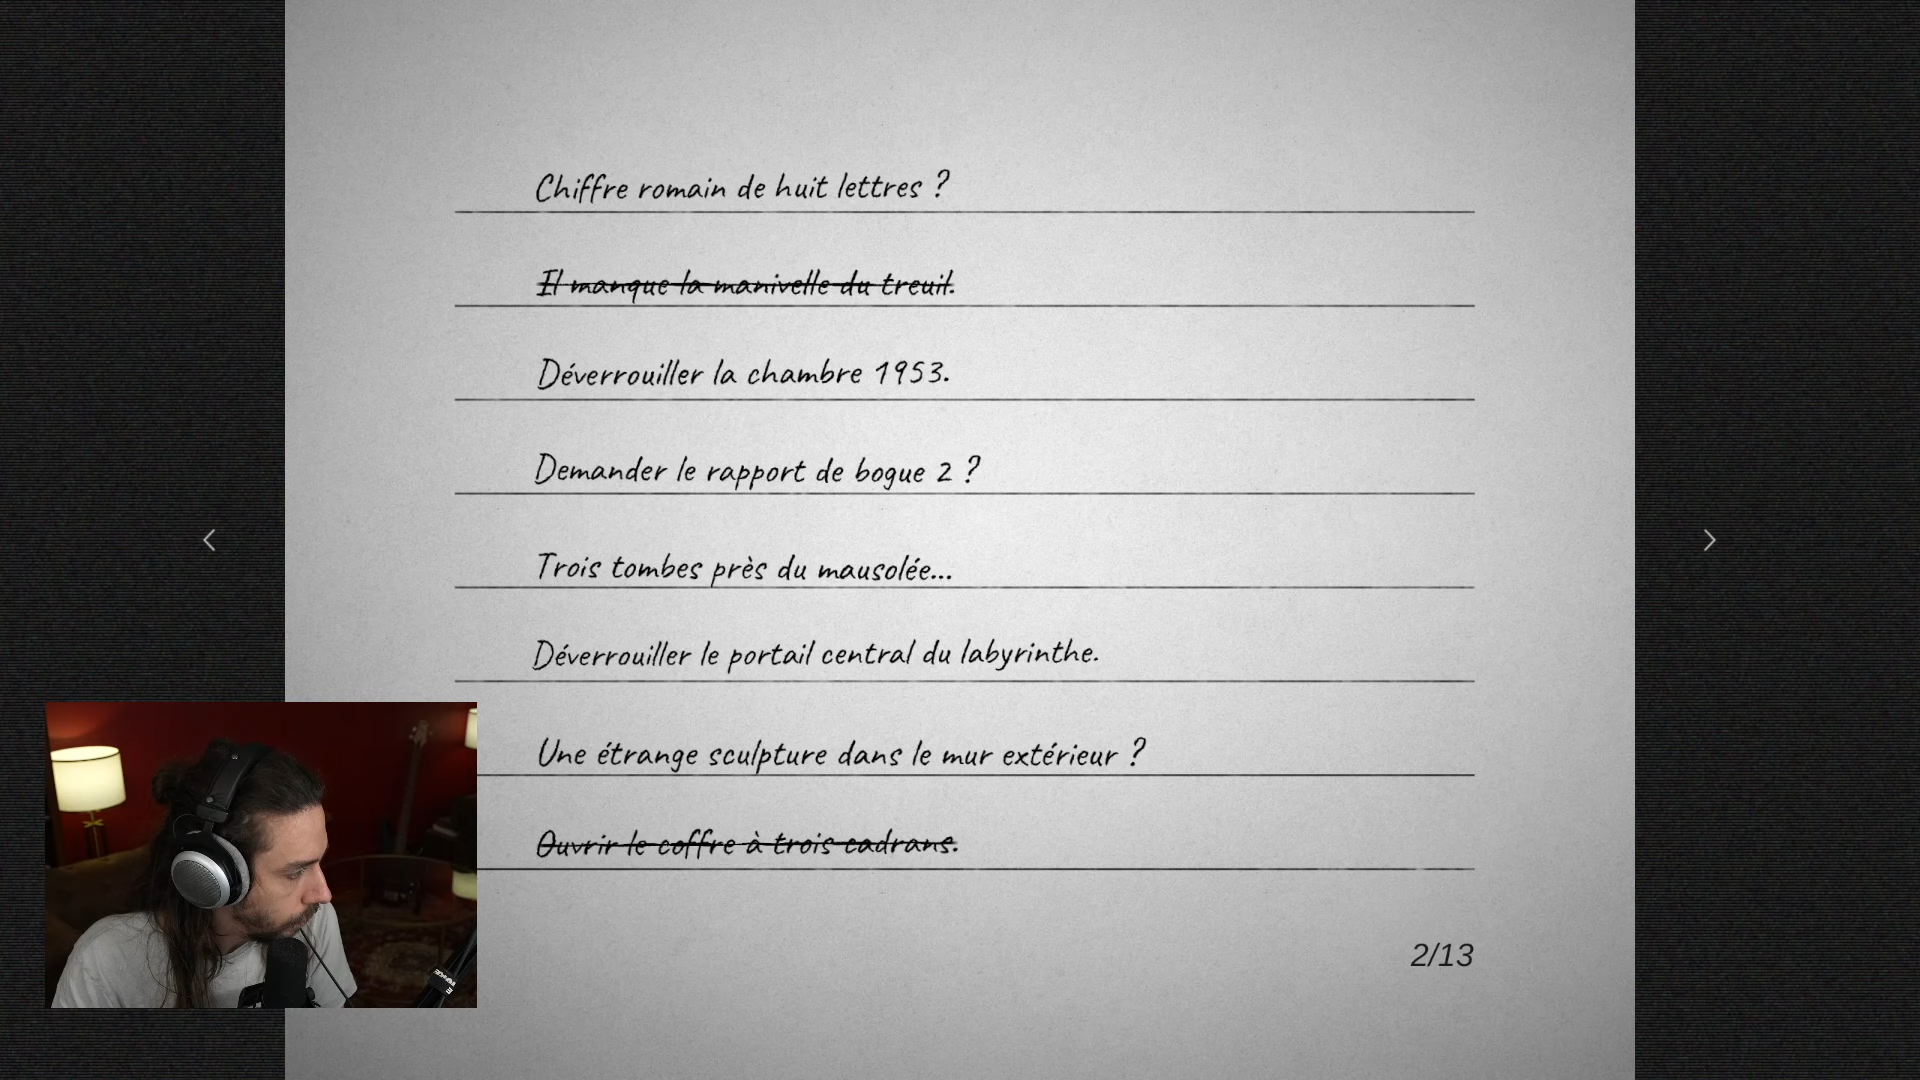 Chiffre romain de huit lettres ?
Il manque la manivelle du treuil.
Déverrouiller la chambre 1953.
Demander le rapport de bogue 2 ?
Trois tombes près du mausolée...
Déverrouiller le portail central du labyrinthe.
Une étrange sculpture dans le mur extérieur ?
Ouvrir le coffre à trois cadrans.
2/13